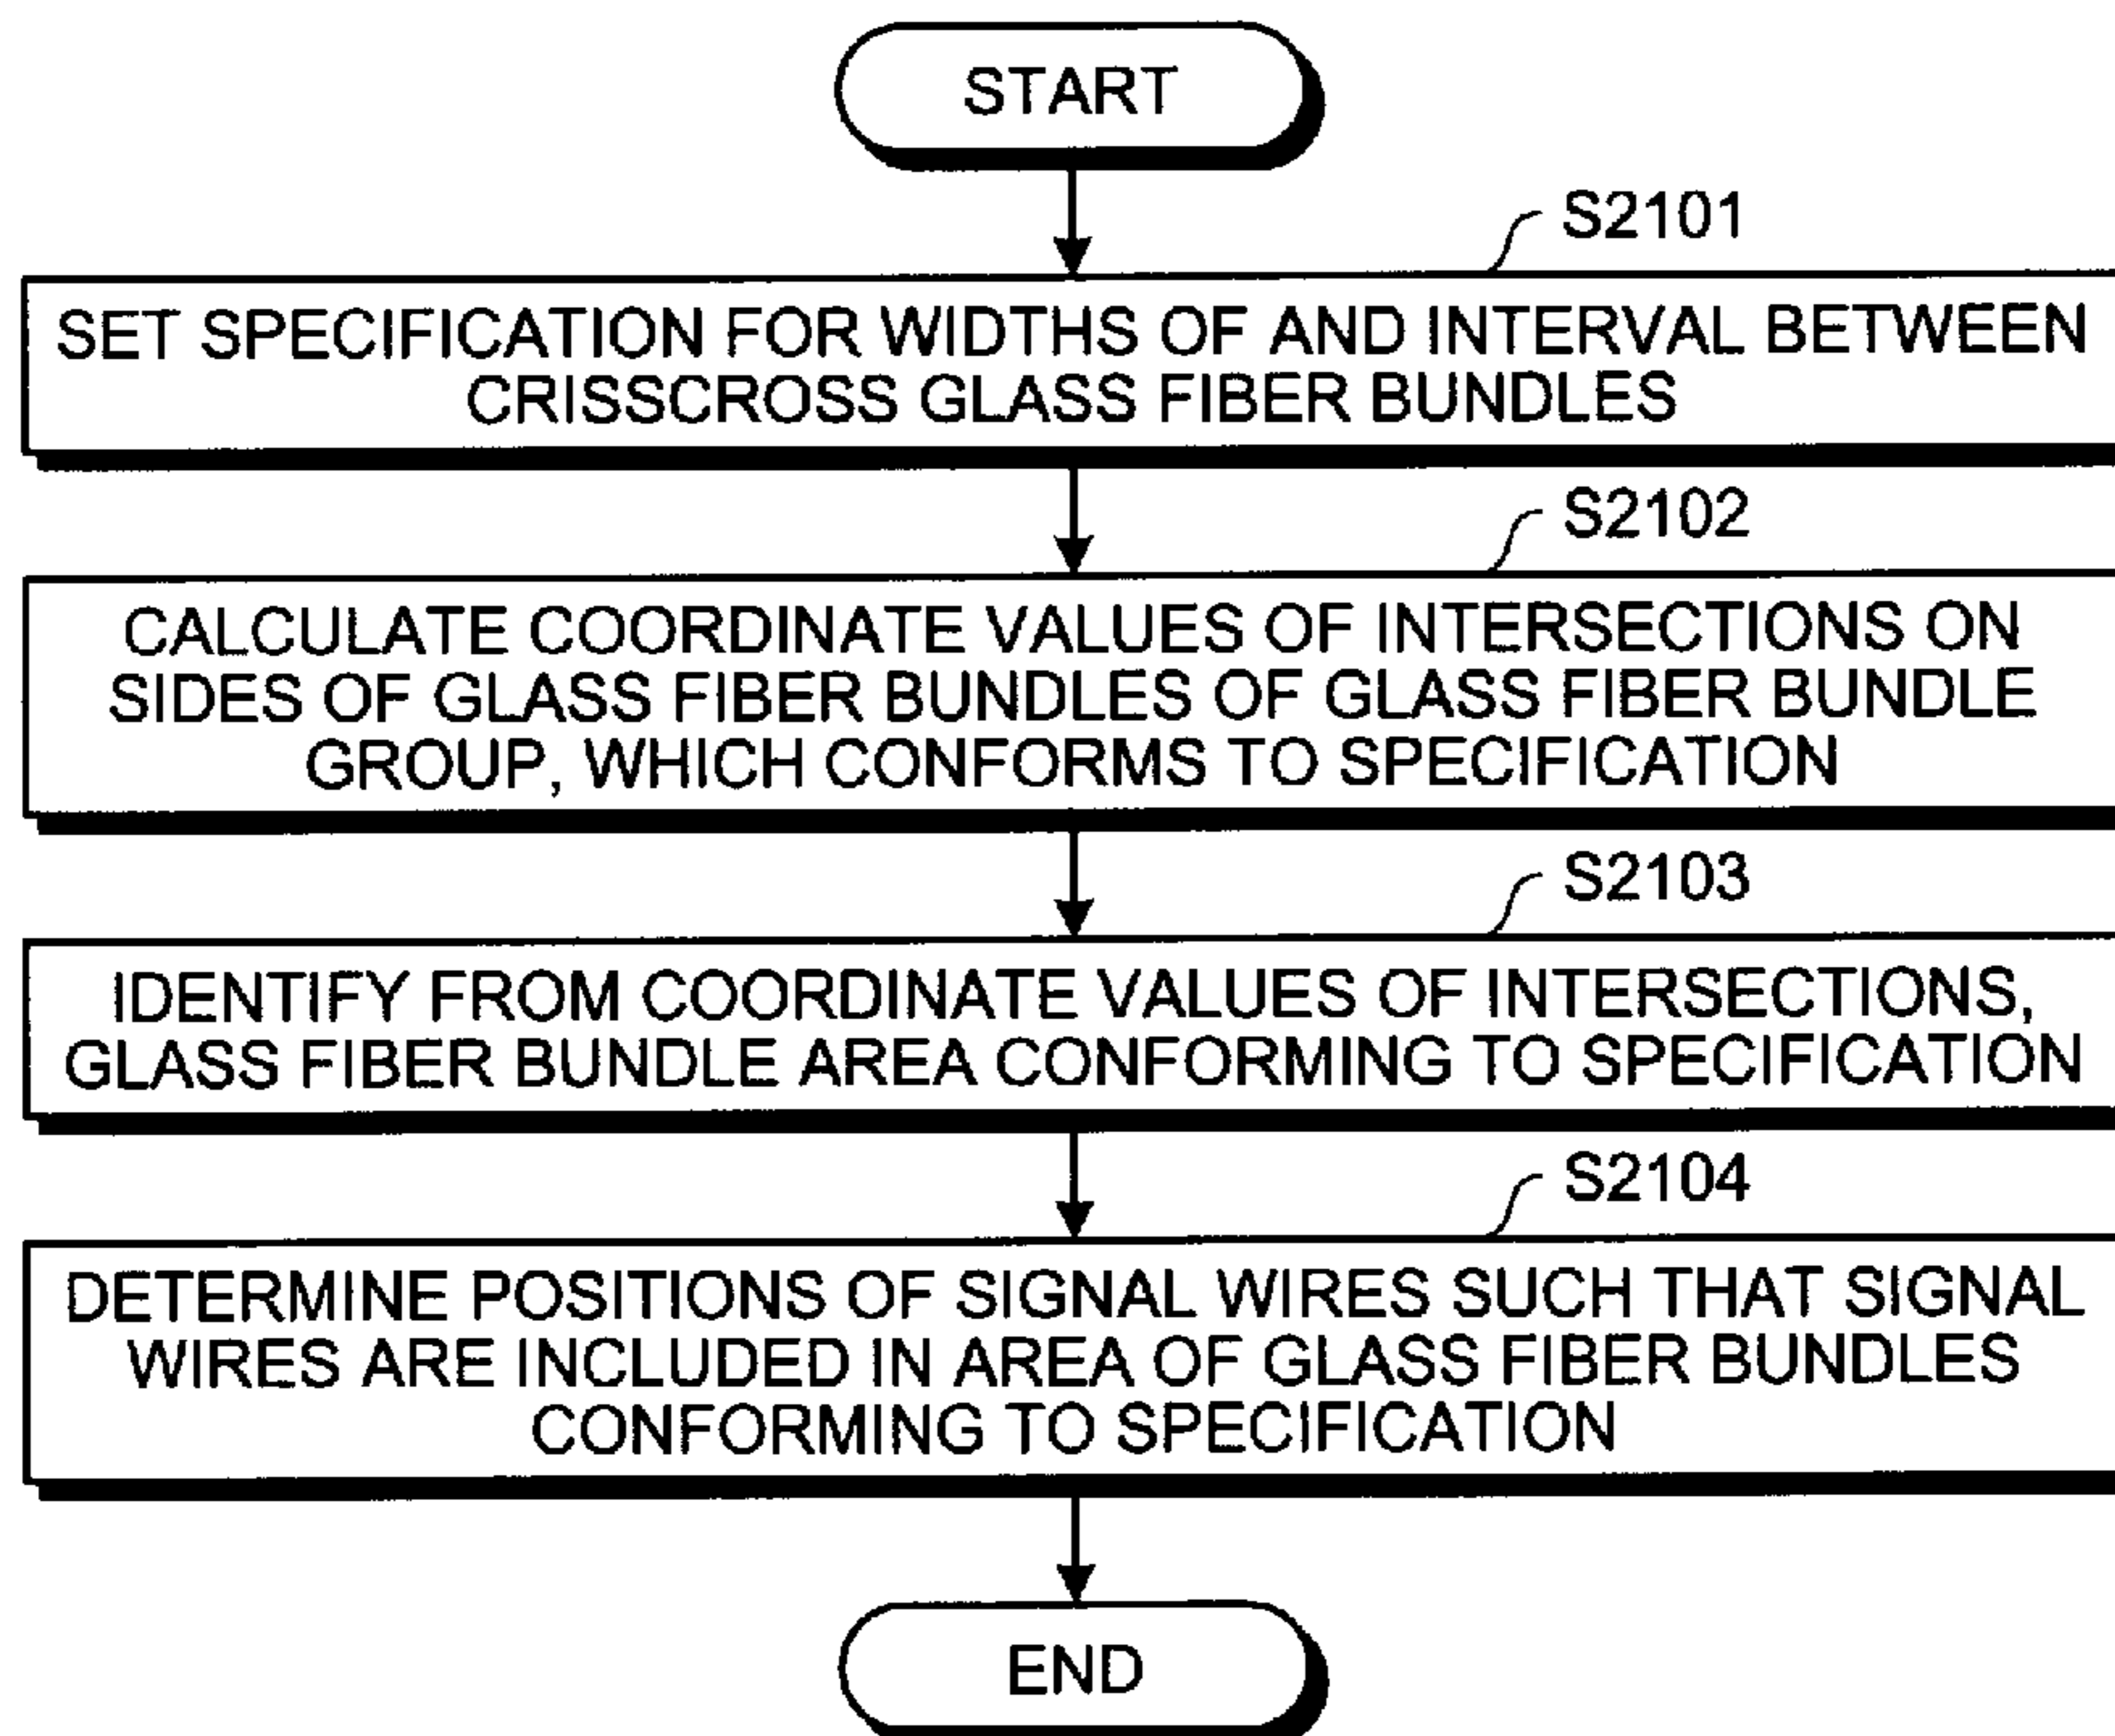 START
S2101
SET SPECIFICATION FOR WIDTHS OF AND INTERVAL BETWEEN
CRISSCROSS GLASS FIBER BUNDLES
S2102
CALCULATE COORDINATE VALUES OF INTERSECTIONS ON
SIDES OF GLASS FIBER BUNDLES OF GLASS FIBER BUNDLE
GROUP, WHICH CONFORMS TO SPECIFICATION
S2103
IDENTIFY FROM COORDINATE VALUES OF INTERSECTIONS,
GLASS FIBER BUNDLE AREA CONFORMING TO SPECIFICATION
S2104
DETERMINE POSITIONS OF SIGNAL WIRES SUCH THAT SIGNAL
WIRES ARE INCLUDED IN AREA OF GLASS FIBER BUNDLES
CONFORMING TO SPECIFICATION
END